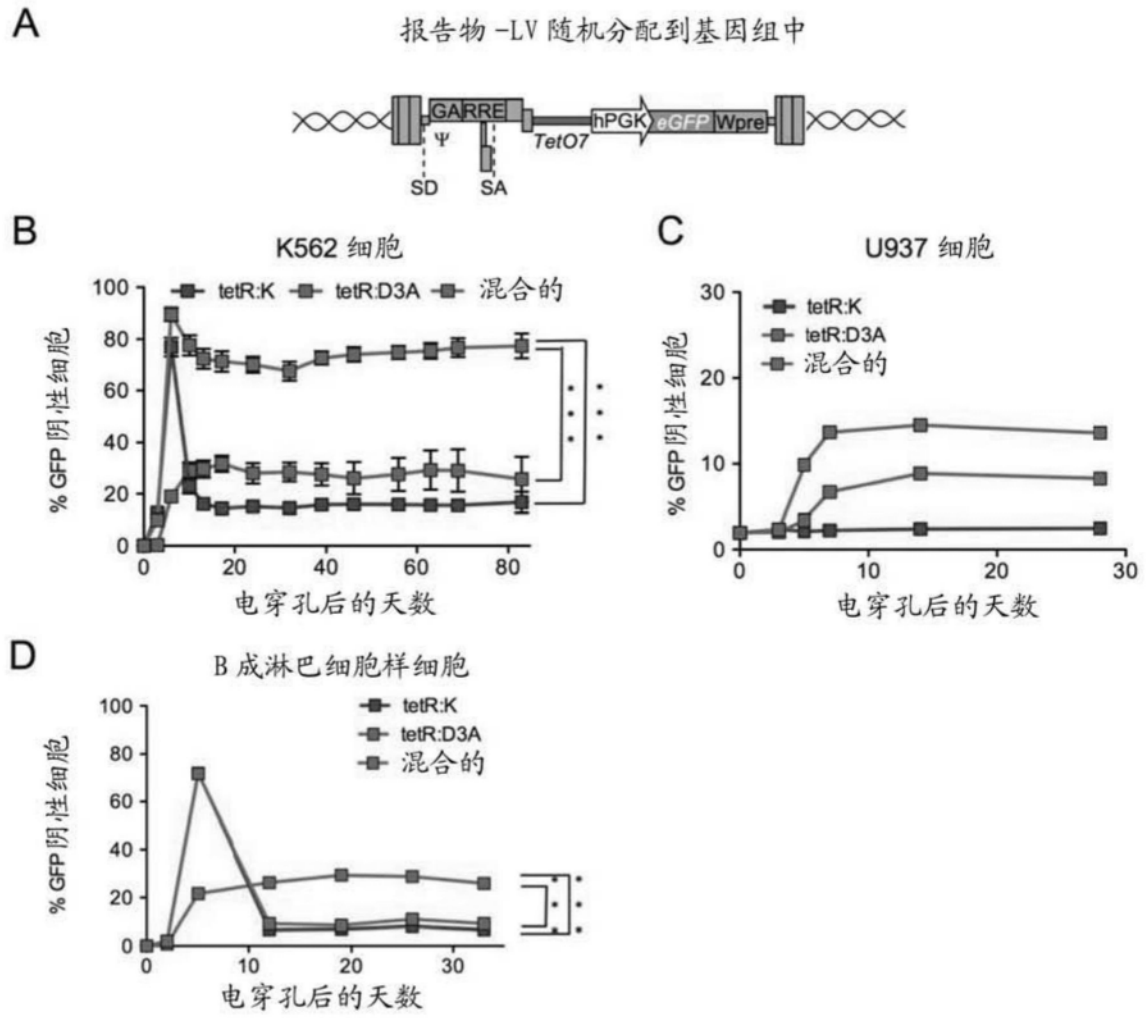 A
报告物-LV随机分配到基因组中
GA RRE hPGK eGFP Wpre
Ψ TetO7
SD SA
B
K562 细胞
tetR:K tetR:D3A 混合的
% GFP 阴性细胞
100
80
60
40
20
0
0 20 40 60 80
电穿孔后的天数
* * *
* * *
C
U937 细胞
tetR:K
tetR:D3A
混合的
% GFP 阴性细胞
30
20
10
0
0 10 20 30
电穿孔后的天数
D
B 成淋巴细胞样细胞
tetR:K
tetR:D3A
混合的
% GFP 阴性细胞
100
80
60
40
20
0
0 10 20 30
电穿孔后的天数
* * *
* * *